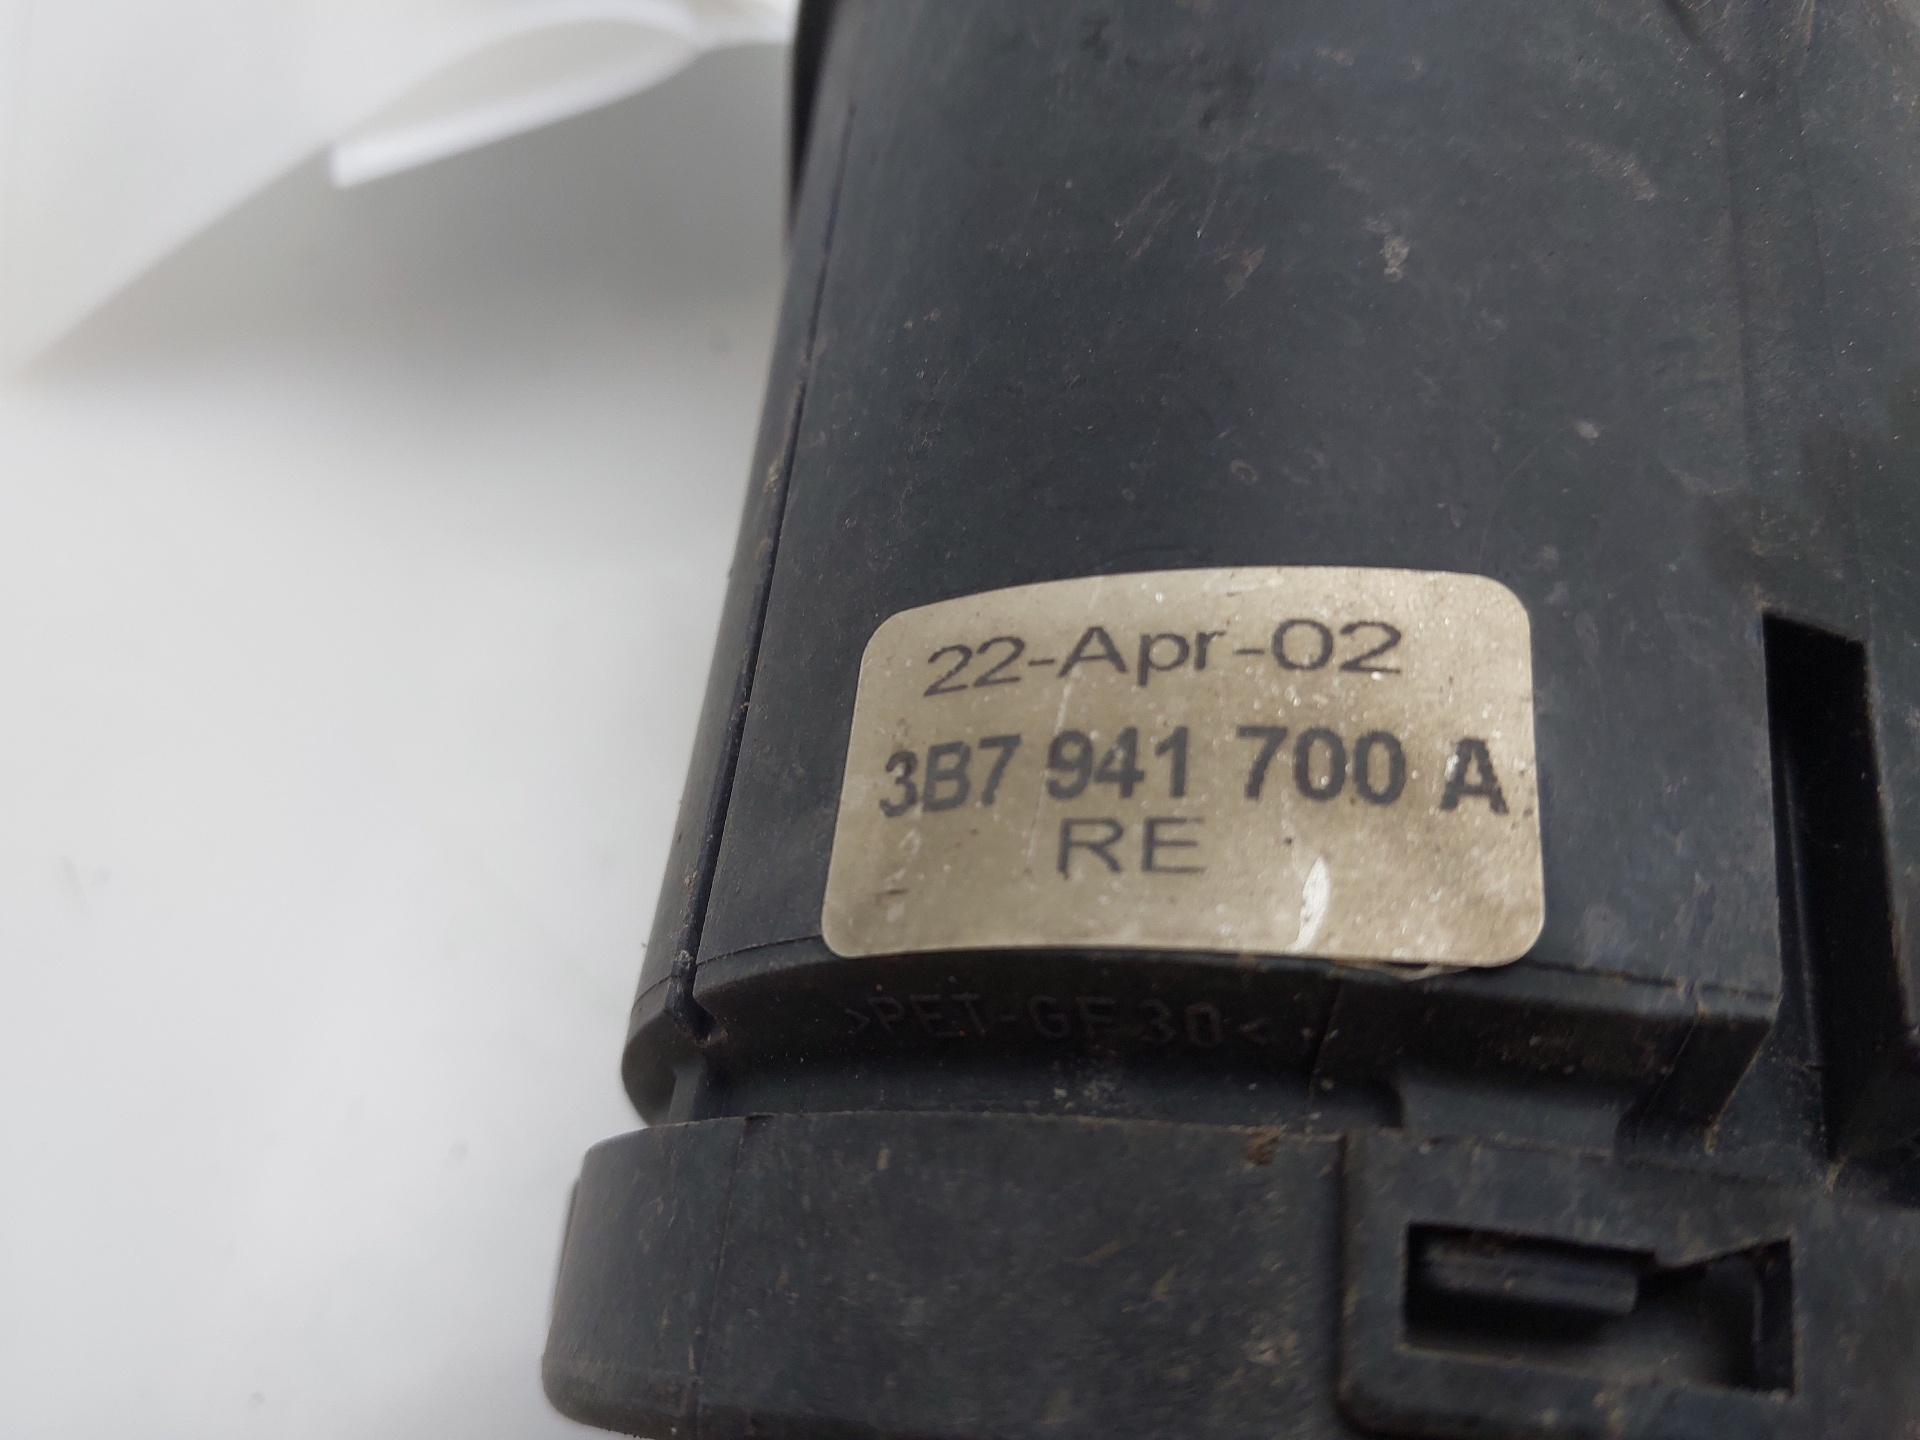 22-Apr-02
3B7 941 700 A
RE
>PET-GF30<